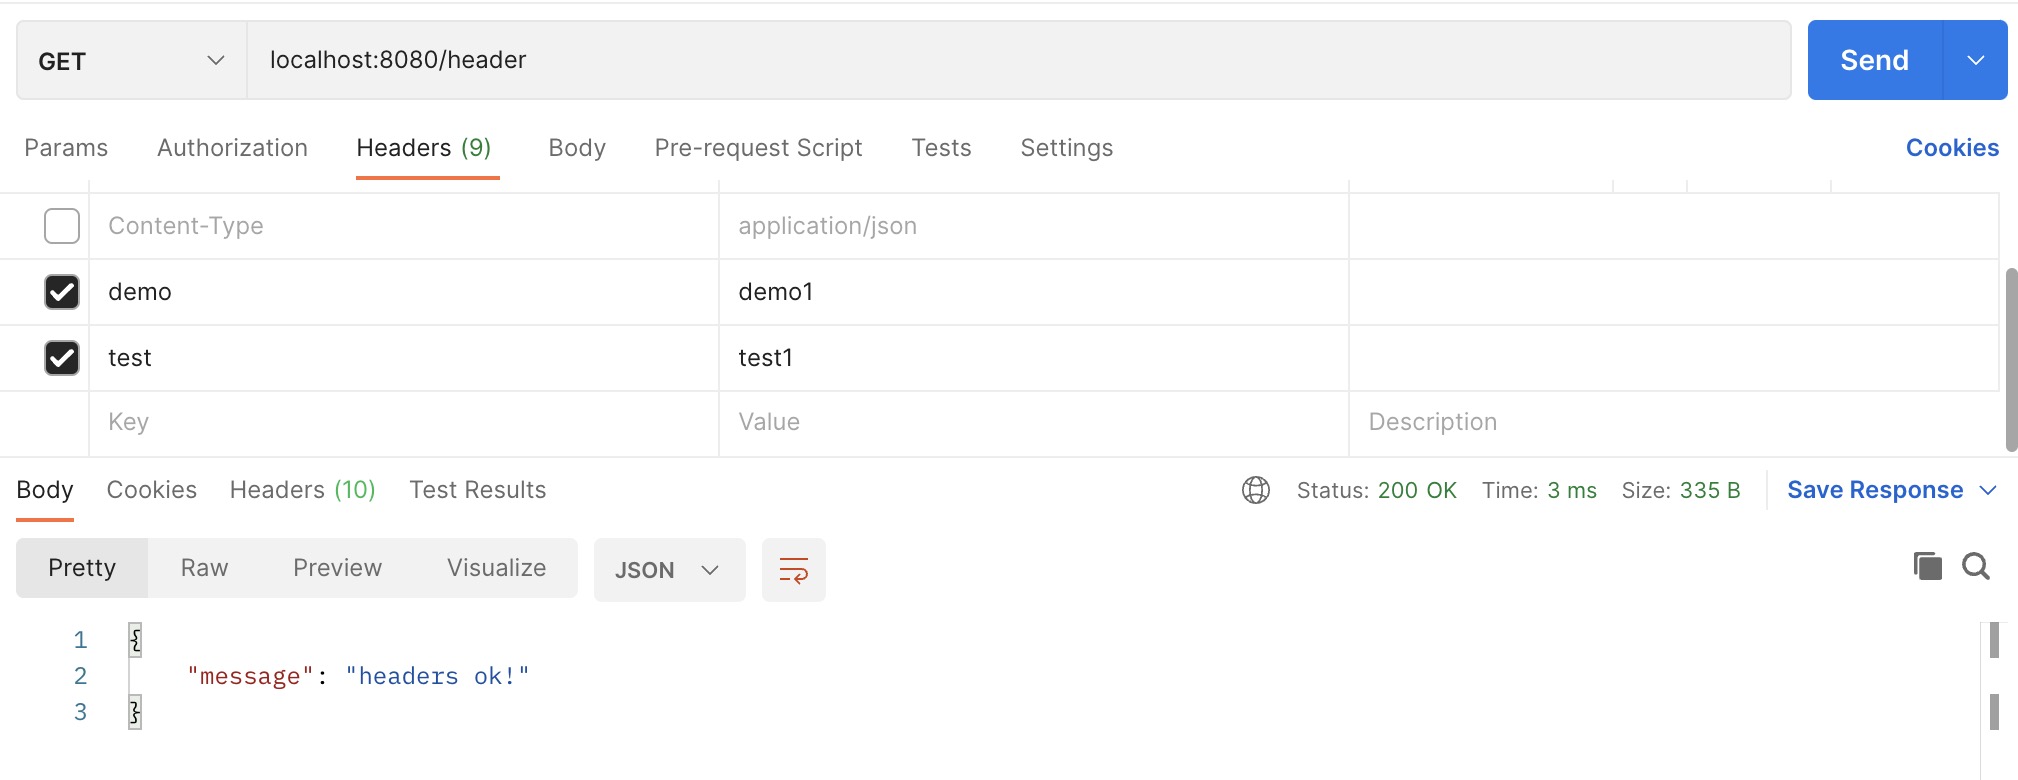 GET localhost:8080/header Send
Params Authorization Headers (9) Body Pre-request Script Tests Settings Cookies
Content-Type application/json
demo demo1
test test1
Key Value Description
Body Cookies Headers (10) Test Results Status: 200 OK Time: 3 ms Size: 335 B Save Response
Pretty Raw Preview Visualize JSON
1 {
2 "message": "headers ok!"
3 }